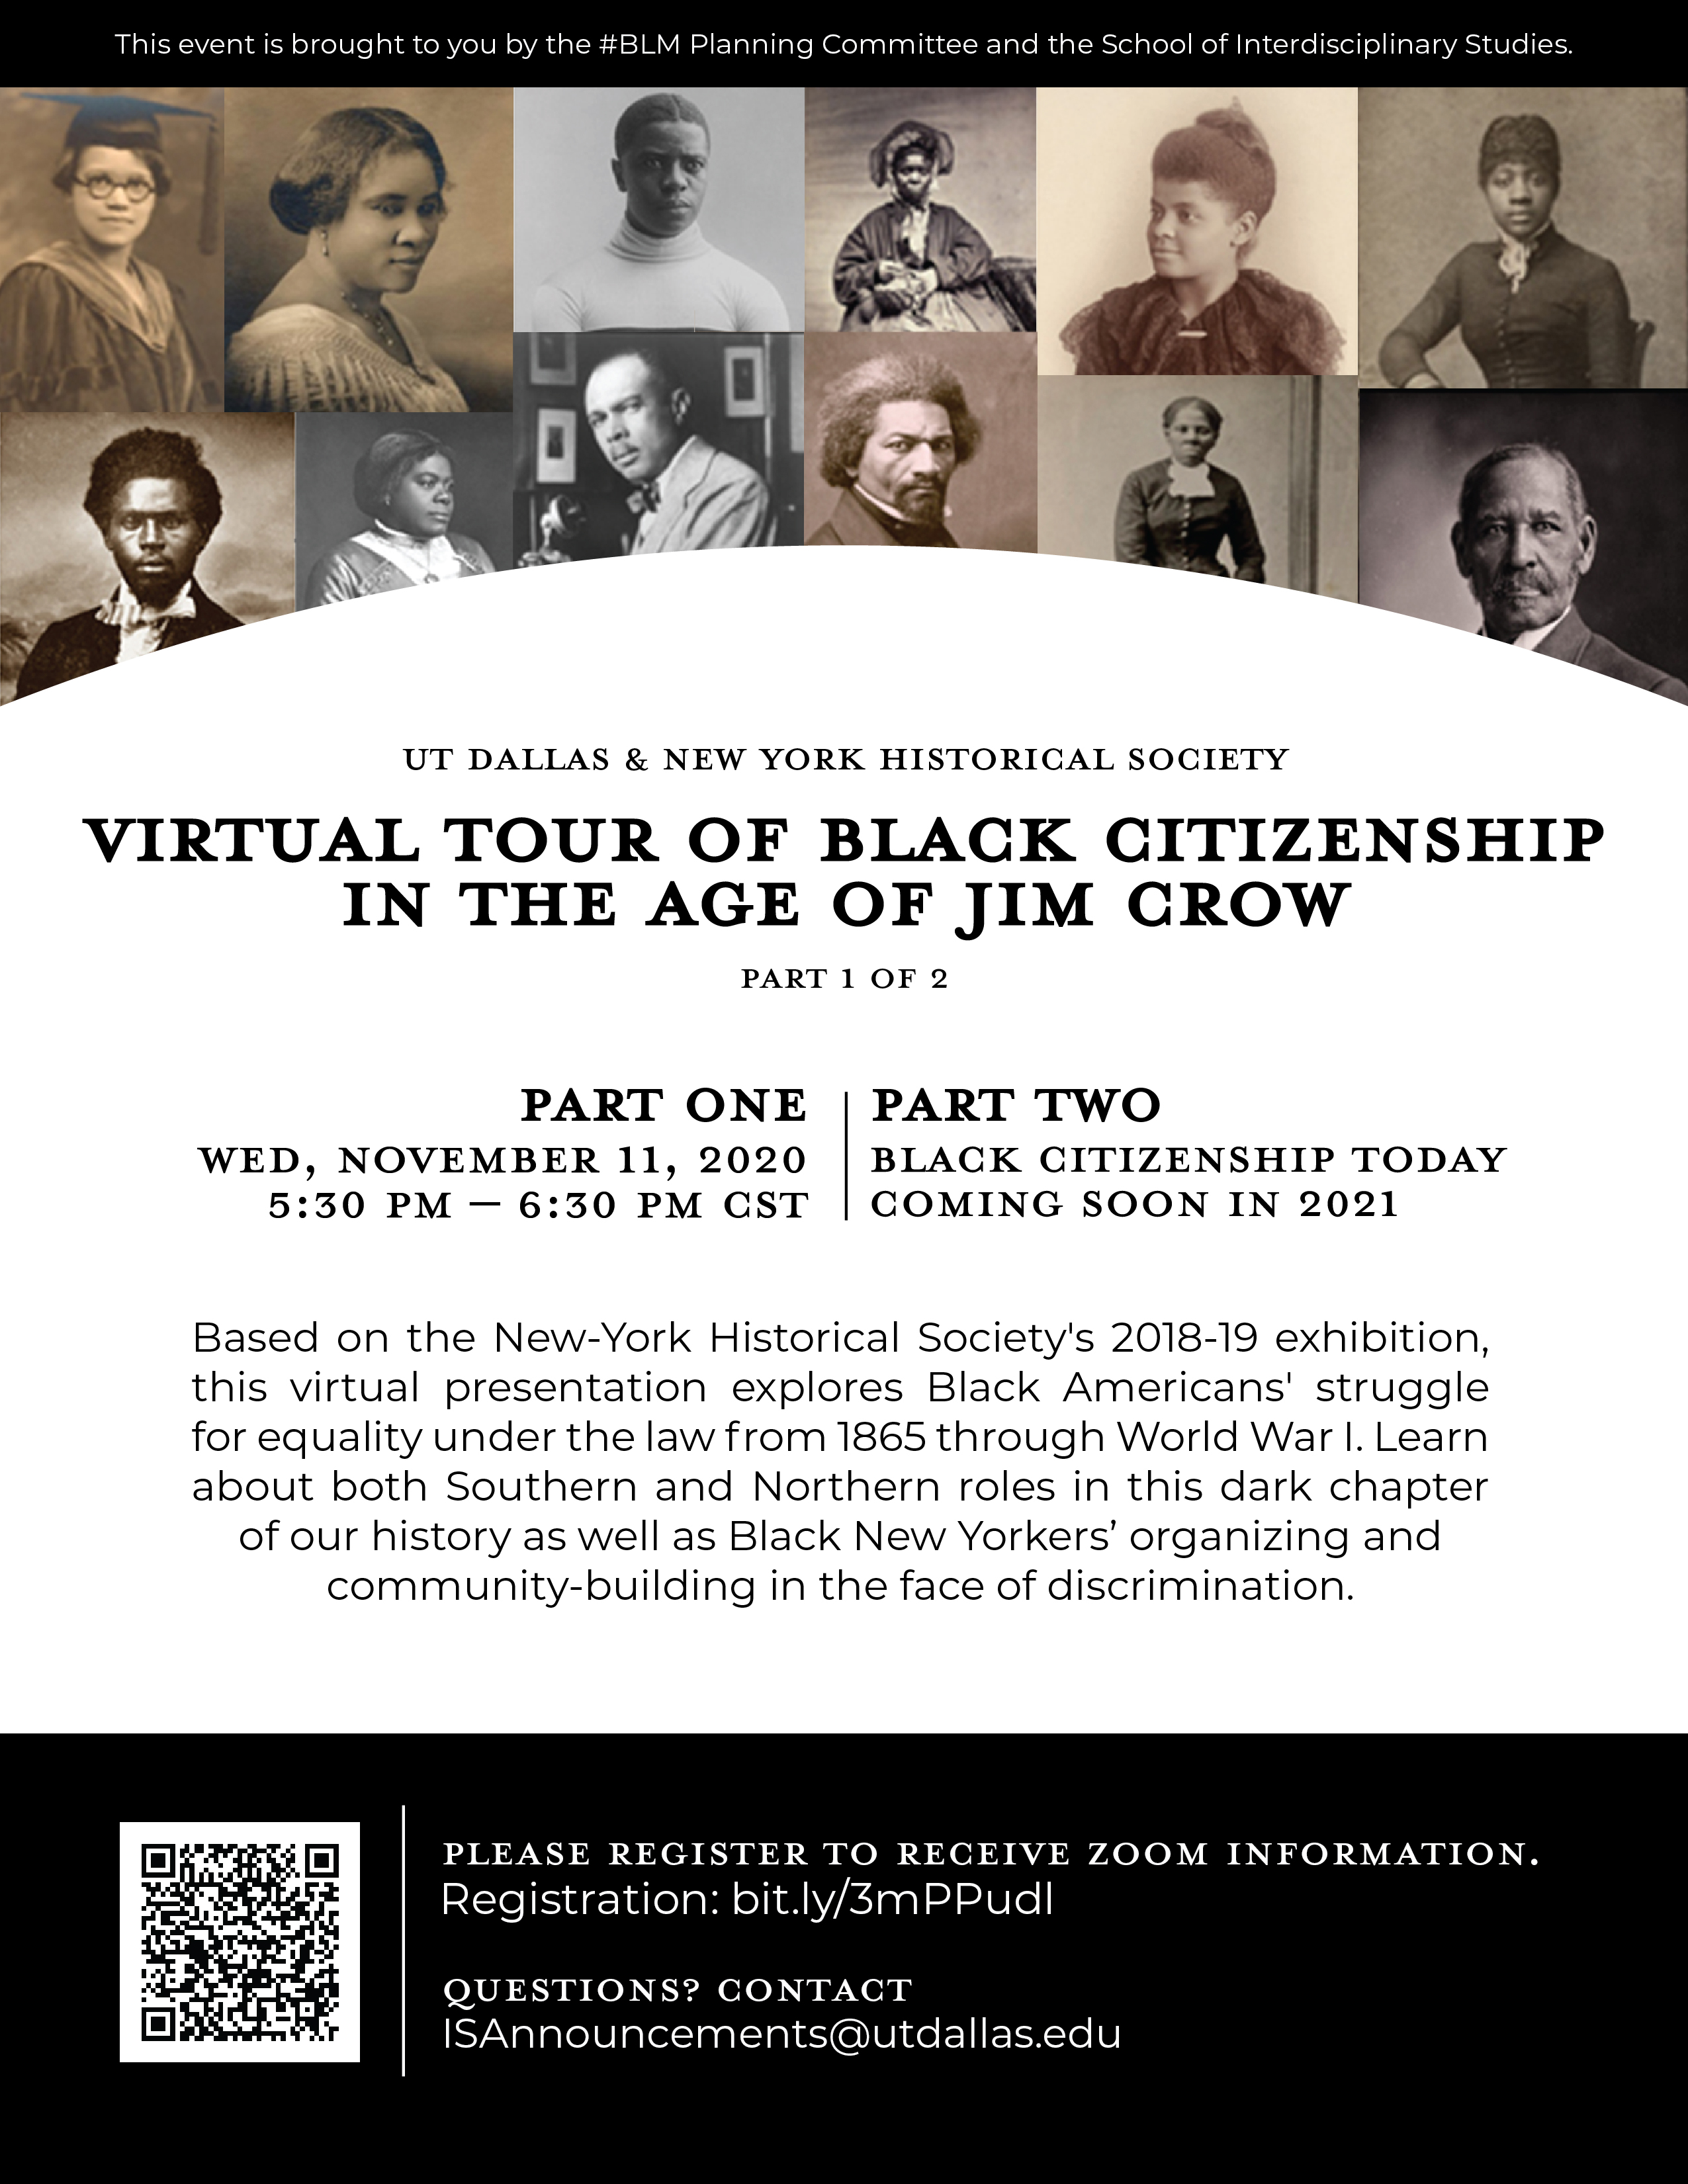 This event is brought to you by the #BLM Planning Committee and the School of Interdisciplinary Studies.
UT DALLAS & NEW YORK HISTORICAL SOCIETY
VIRTUAL TOUR OF BLACK CITIZENSHIP
IN THE AGE OF JIM CROW
PART 1 OF 2
PART ONE
WED, NOVEMBER 11, 2020
5:30 PM — 6:30 PM CST
PART TWO
BLACK CITIZENSHIP TODAY
COMING SOON IN 2021
Based on the New-York Historical Society's 2018-19 exhibition,
this virtual presentation explores Black Americans' struggle
for equality under the law from 1865 through World War I. Learn
about both Southern and Northern roles in this dark chapter
of our history as well as Black New Yorkers’ organizing and
community-building in the face of discrimination.
PLEASE REGISTER TO RECEIVE ZOOM INFORMATION.
Registration: bit.ly/3mPPudl
QUESTIONS? CONTACT
ISAnnouncements@utdallas.edu